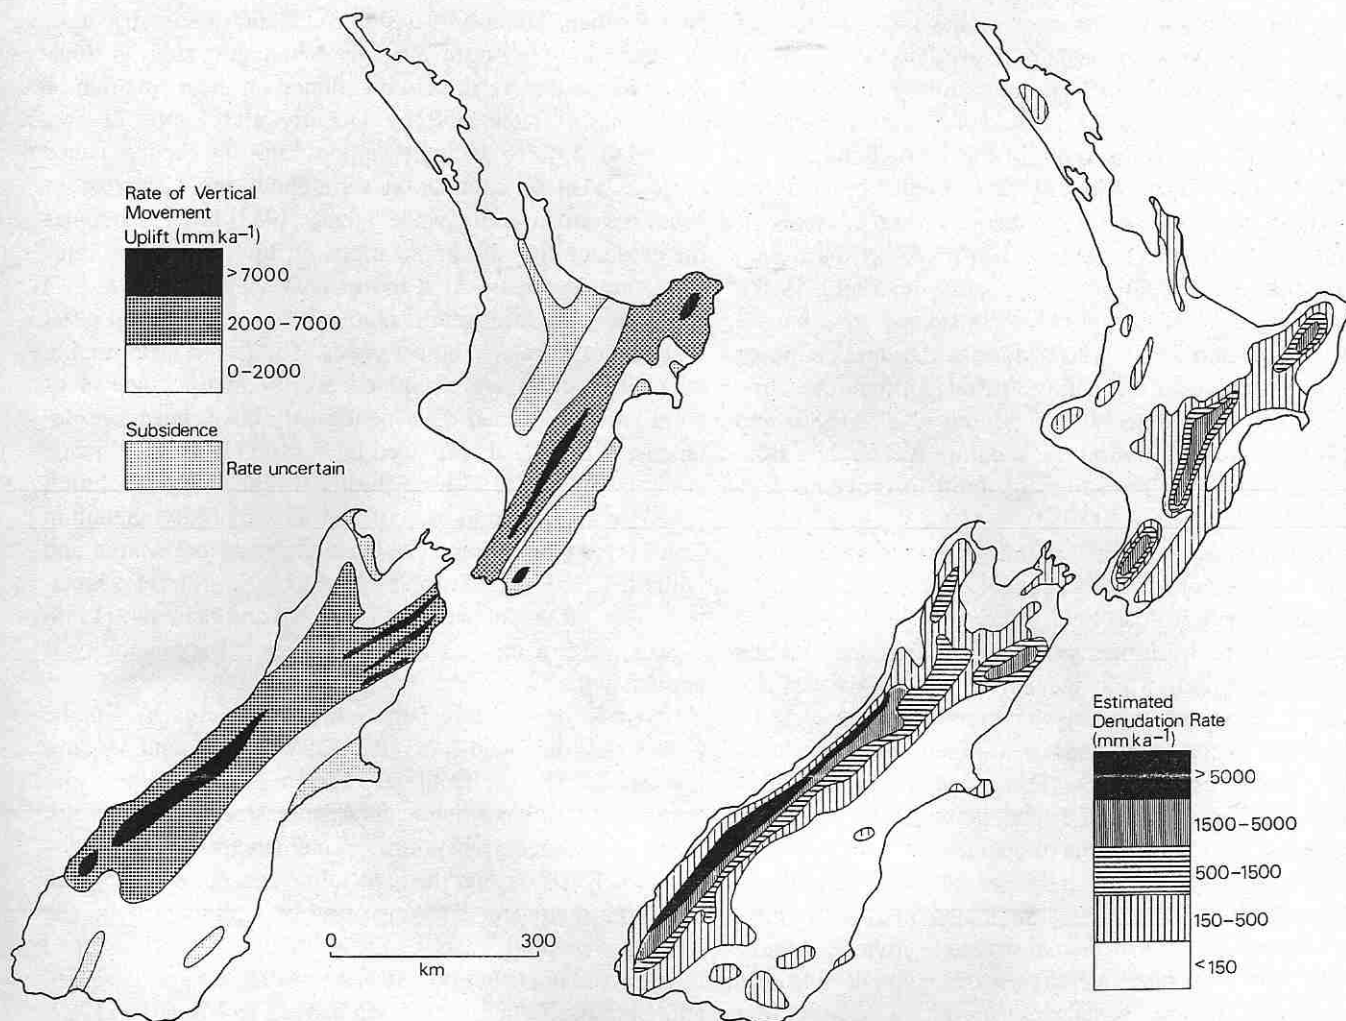 Rate of Vertical
Movement
Uplift (mm ka⁻¹)
>7000
2000–7000
0–2000
Subsidence
Rate uncertain
0 300
km
Estimated
Denudation Rate
(mm ka⁻¹)
>5000
1500–5000
500–1500
150–500
<150